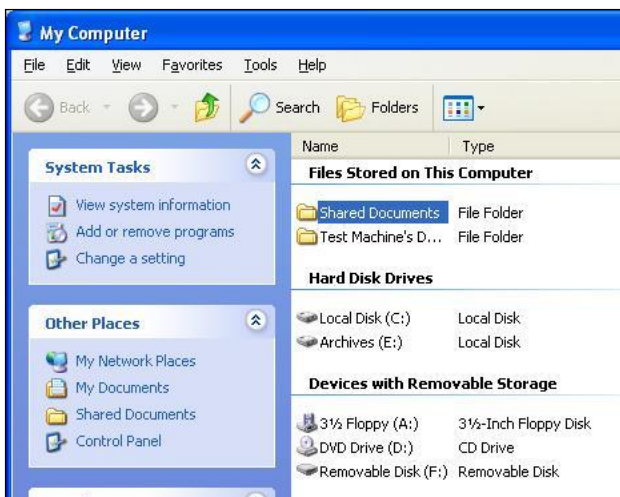 My Computer
File Edit View Favorites Tools Help
Back Search Folders
Name Type
System Tasks
View system information
Add or remove programs
Change a setting
Other Places
My Network Places
My Documents
Shared Documents
Control Panel
Files Stored on This Computer
Shared Documents File Folder
Test Machine's D... File Folder
Hard Disk Drives
Local Disk (C:) Local Disk
Archives (E:) Local Disk
Devices with Removable Storage
3½ Floppy (A:) 3½-Inch Floppy Disk
DVD Drive (D:) CD Drive
Removable Disk (F:) Removable Disk